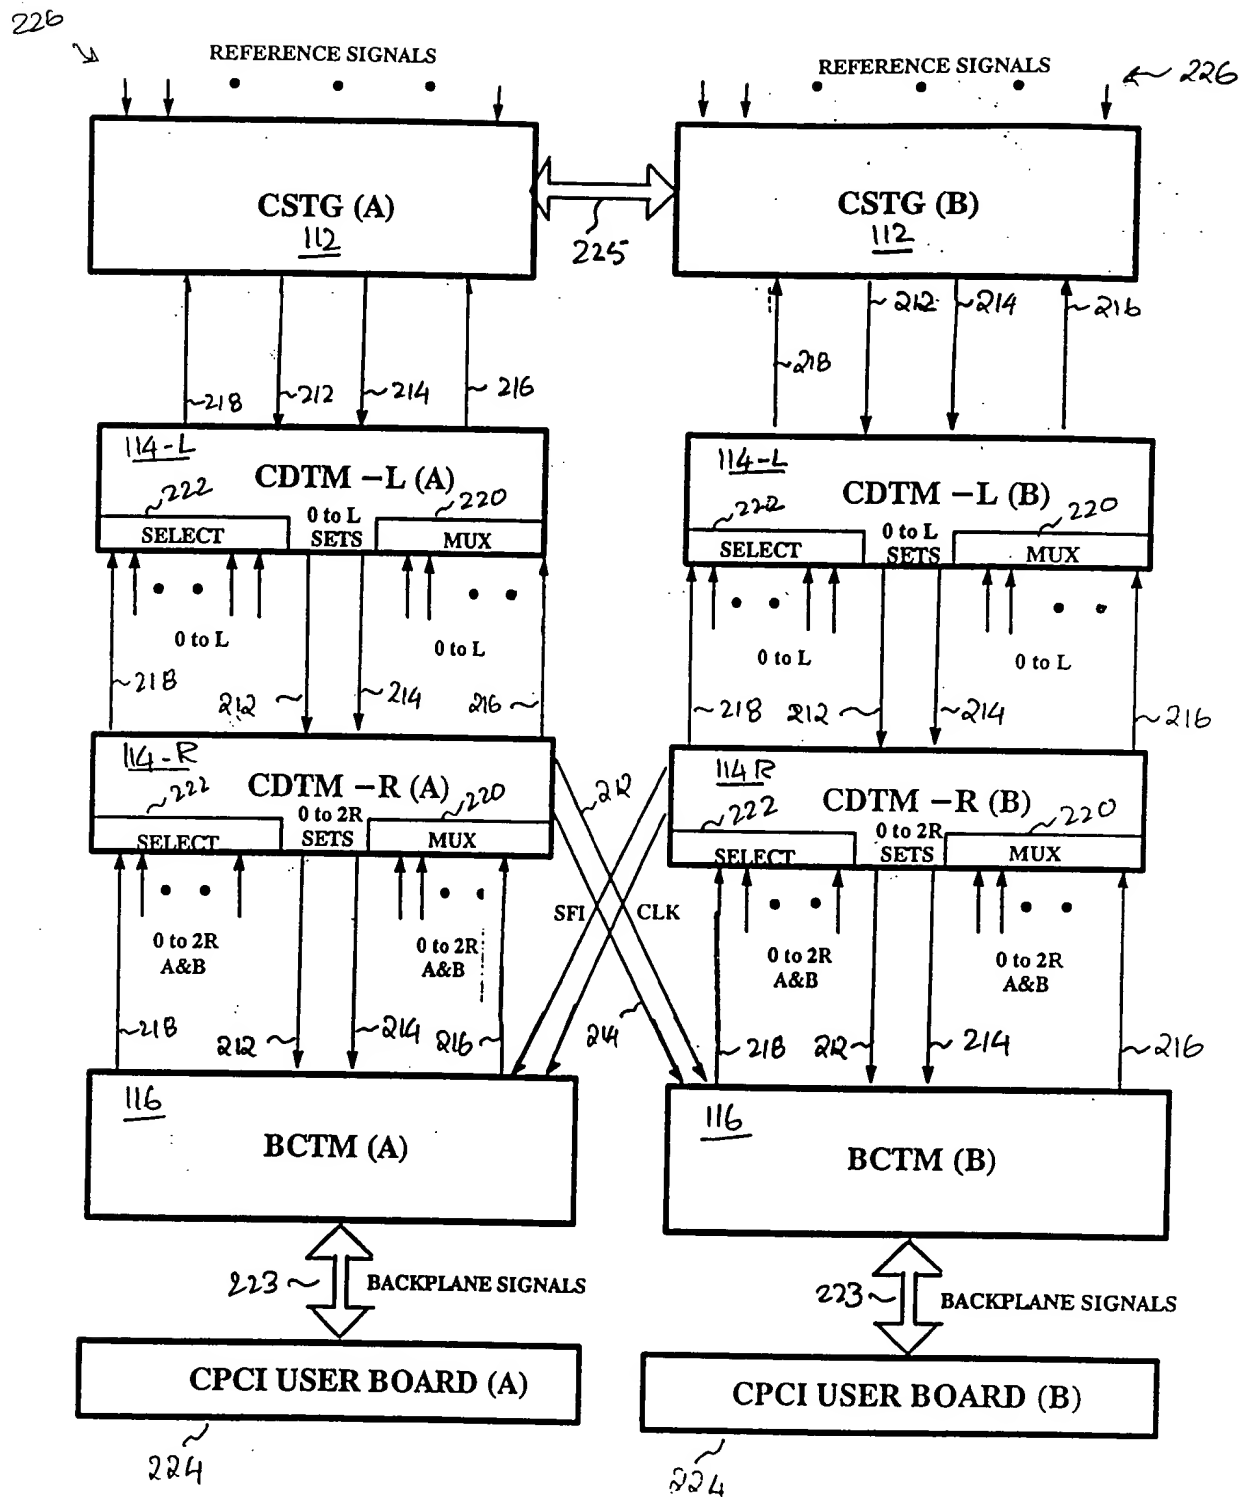 226
REFERENCE SIGNALS
REFERENCE SIGNALS
226
CSTG (A)
112
225
CSTG (B)
112
218
212
214
216
218
212
214
216
114-L
CDTM – L (A)
222
0 to L
220
SELECT
SETS
MUX
114-L
CDTM – L (B)
222
0 to L
220
SELECT
SETS
MUX
0 to L
0 to L
0 to L
0 to L
218
212
214
216
218
212
214
216
114-R
CDTM – R (A)
222
0 to 2R
220
SELECT
SETS
MUX
212
114R
CDTM – R (B)
222
0 to 2R
220
SELECT
SETS
MUX
SFI
CLK
0 to 2R
A&B
0 to 2R
A&B
0 to 2R
A&B
0 to 2R
A&B
218
212
214
216
214
218
212
214
216
116
BCTM (A)
116
BCTM (B)
223
BACKPLANE SIGNALS
223
BACKPLANE SIGNALS
CPCI USER BOARD (A)
CPCI USER BOARD (B)
224
224